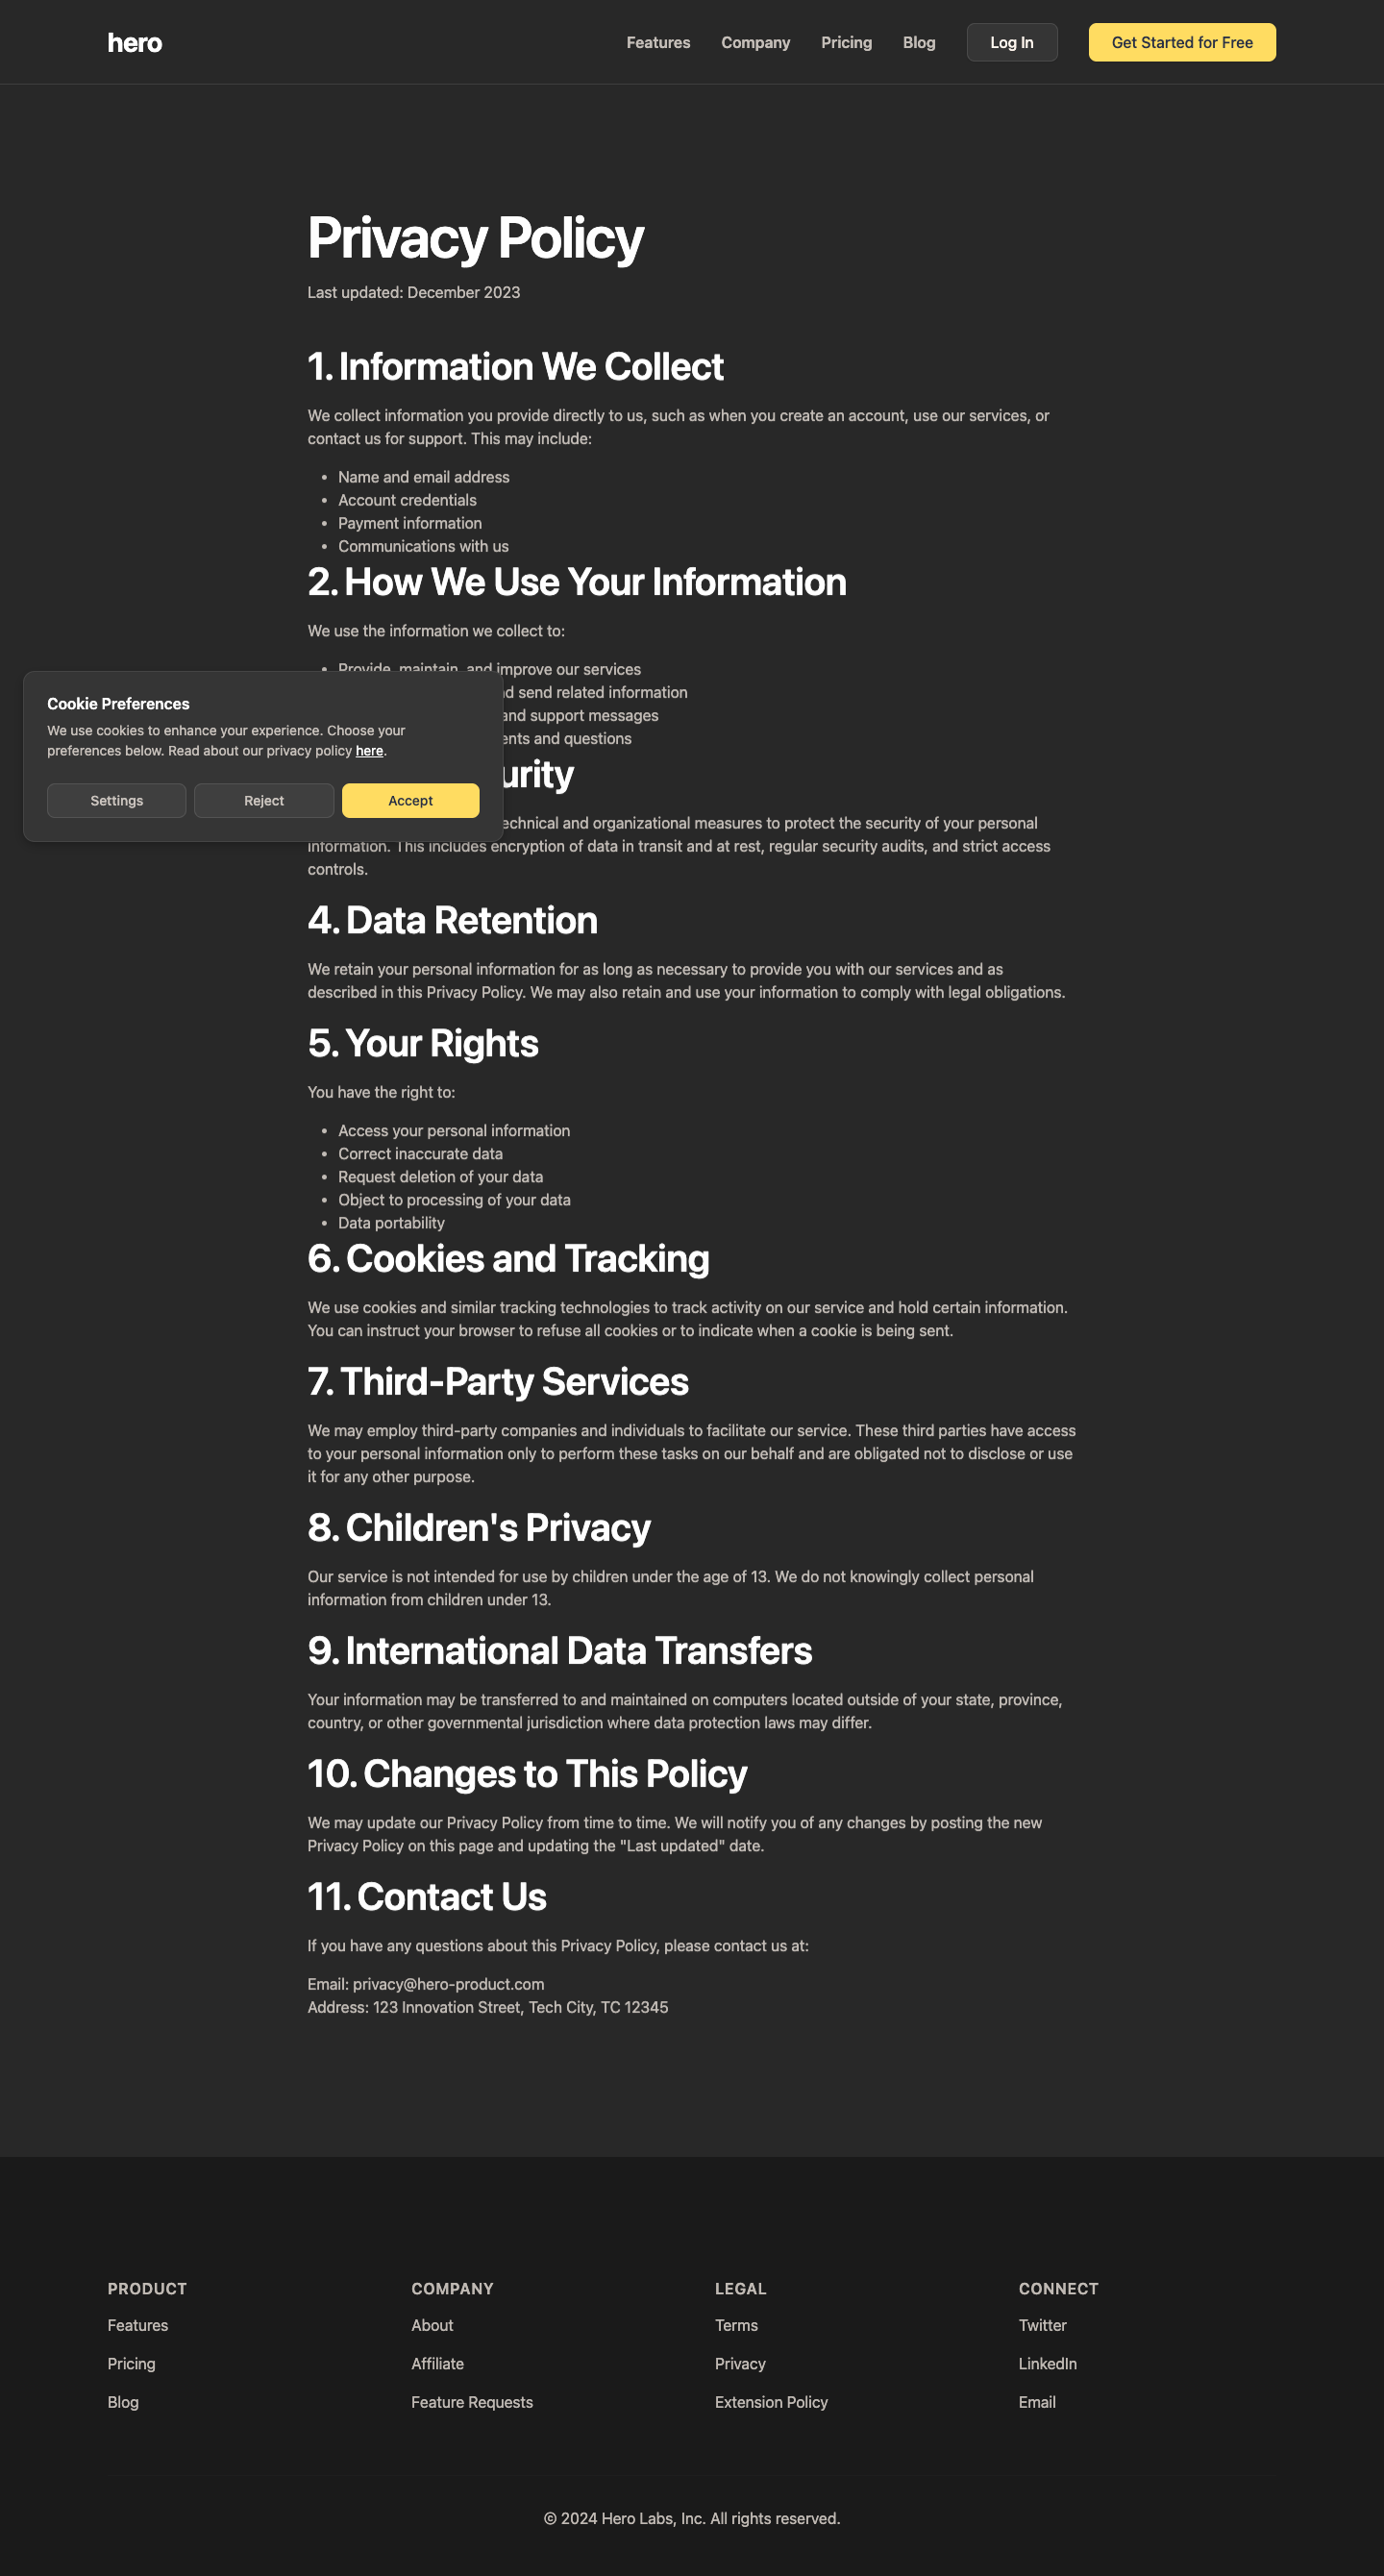 hero
Features
Company
Pricing
Blog
Log In
Get Started for Free
Privacy Policy
Last updated: December 2023
1. Information We Collect
We collect information you provide directly to us, such as when you create an account, use our services, or
contact us for support. This may include:
• Name and email address
• Account credentials
• Payment information
• Communications with us
2. How We Use Your Information
We use the information we collect to:
improve our services
send related information
and support messages
and questions
Cookie Preferences
We use cookies to enhance your experience. Choose your
preferences below. Read about our privacy policy here.
Settings
Reject
Accept
technical and organizational measures to protect the security of your personal
information. This includes encryption of data in transit and at rest, regular security audits, and strict access
controls.
4. Data Retention
We retain your personal information for as long as necessary to provide you with our services and as
described in this Privacy Policy. We may also retain and use your information to comply with legal obligations.
5. Your Rights
You have the right to:
• Access your personal information
• Correct inaccurate data
• Request deletion of your data
• Object to processing of your data
• Data portability
6. Cookies and Tracking
We use cookies and similar tracking technologies to track activity on our service and hold certain information.
You can instruct your browser to refuse all cookies or to indicate when a cookie is being sent.
7. Third-Party Services
We may employ third-party companies and individuals to facilitate our service. These third parties have access
to your personal information only to perform these tasks on our behalf and are obligated not to disclose or use
it for any other purpose.
8. Children's Privacy
Our service is not intended for use by children under the age of 13. We do not knowingly collect personal
information from children under 13.
9. International Data Transfers
Your information may be transferred to and maintained on computers located outside of your state, province,
country, or other governmental jurisdiction where data protection laws may differ.
10. Changes to This Policy
We may update our Privacy Policy from time to time. We will notify you of any changes by posting the new
Privacy Policy on this page and updating the "Last updated" date.
11. Contact Us
If you have any questions about this Privacy Policy, please contact us at:
Email: privacy@hero-product.com
Address: 123 Innovation Street, Tech City, TC 12345
PRODUCT
Features
Pricing
Blog
COMPANY
About
Affiliate
Feature Requests
LEGAL
Terms
Privacy
Extension Policy
CONNECT
Twitter
LinkedIn
Email
© 2024 Hero Labs, Inc. All rights reserved.